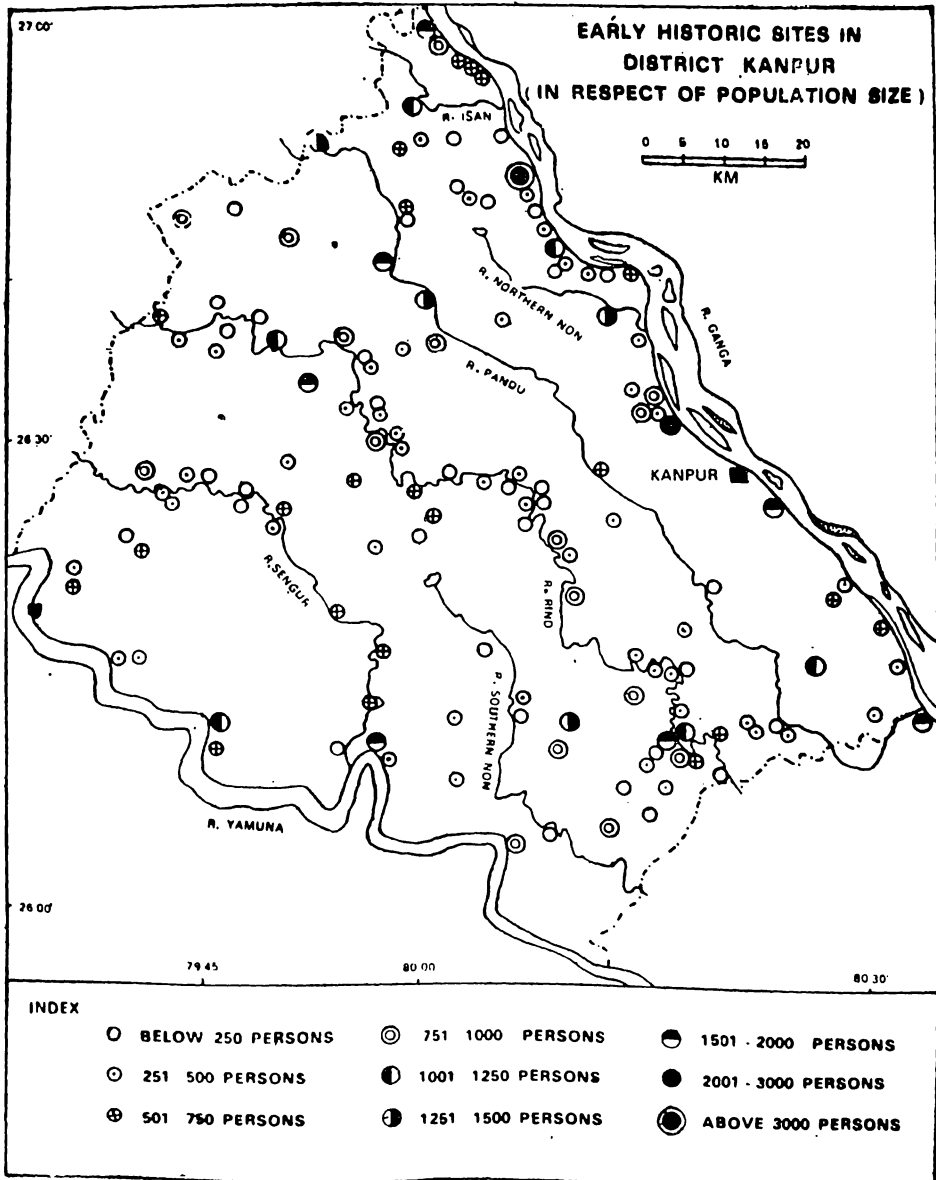 27 00'
EARLY HISTORIC SITES IN
DISTRICT KANPUR
(IN RESPECT OF POPULATION SIZE)
0 5 10 15 20
KM
R. ISAN
R. NORTHERN NON
R. GANGA
R. PANDU
26 30'
KANPUR
R. SENGUR
R. RIND
R. SOUTHERN NOM
R. YAMUNA
26 00'
79 45
80 00
80 30'
INDEX
BELOW 250 PERSONS
251 500 PERSONS
501 750 PERSONS
751 1000 PERSONS
1001 1250 PERSONS
1251 1500 PERSONS
1501 - 2000 PERSONS
2001 - 3000 PERSONS
ABOVE 3000 PERSONS